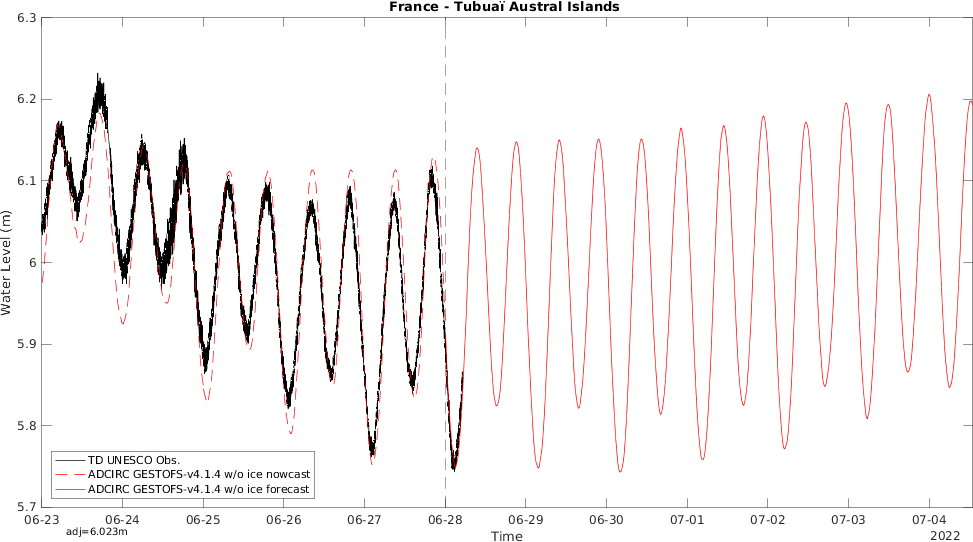 France - Tubuaï Austral Islands
6.3
6.2
6.1
6
5.9
5.8
5.7
Water Level (m)
TD UNESCO Obs.
ADCIRC GESTOFS-v4.1.4 w/o ice nowcast
ADCIRC GESTOFS-v4.1.4 w/o ice forecast
06-23 06-24 06-25 06-26 06-27 06-28 06-29 06-30 07-01 07-02 07-03 07-04
adj=6.023m
Time
2022